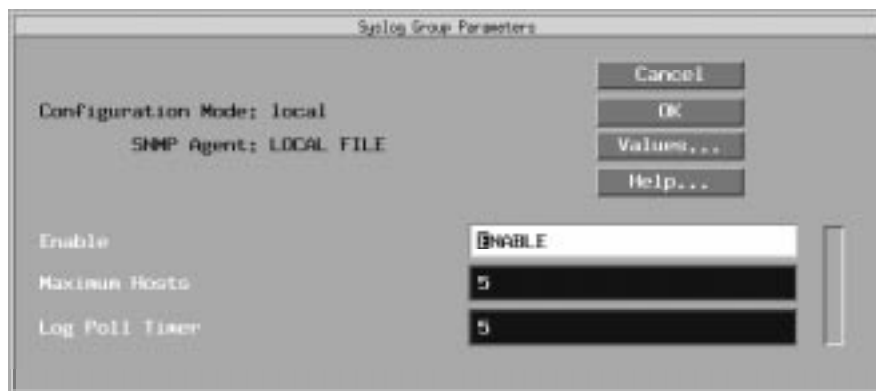 Syslog Group Parameters
Cancel
Configuration Mode: local
OK
SNMP Agent: LOCAL FILE
Values...
Help...
Enable
ENABLE
Maximum Hosts
5
Log Poll Timer
5